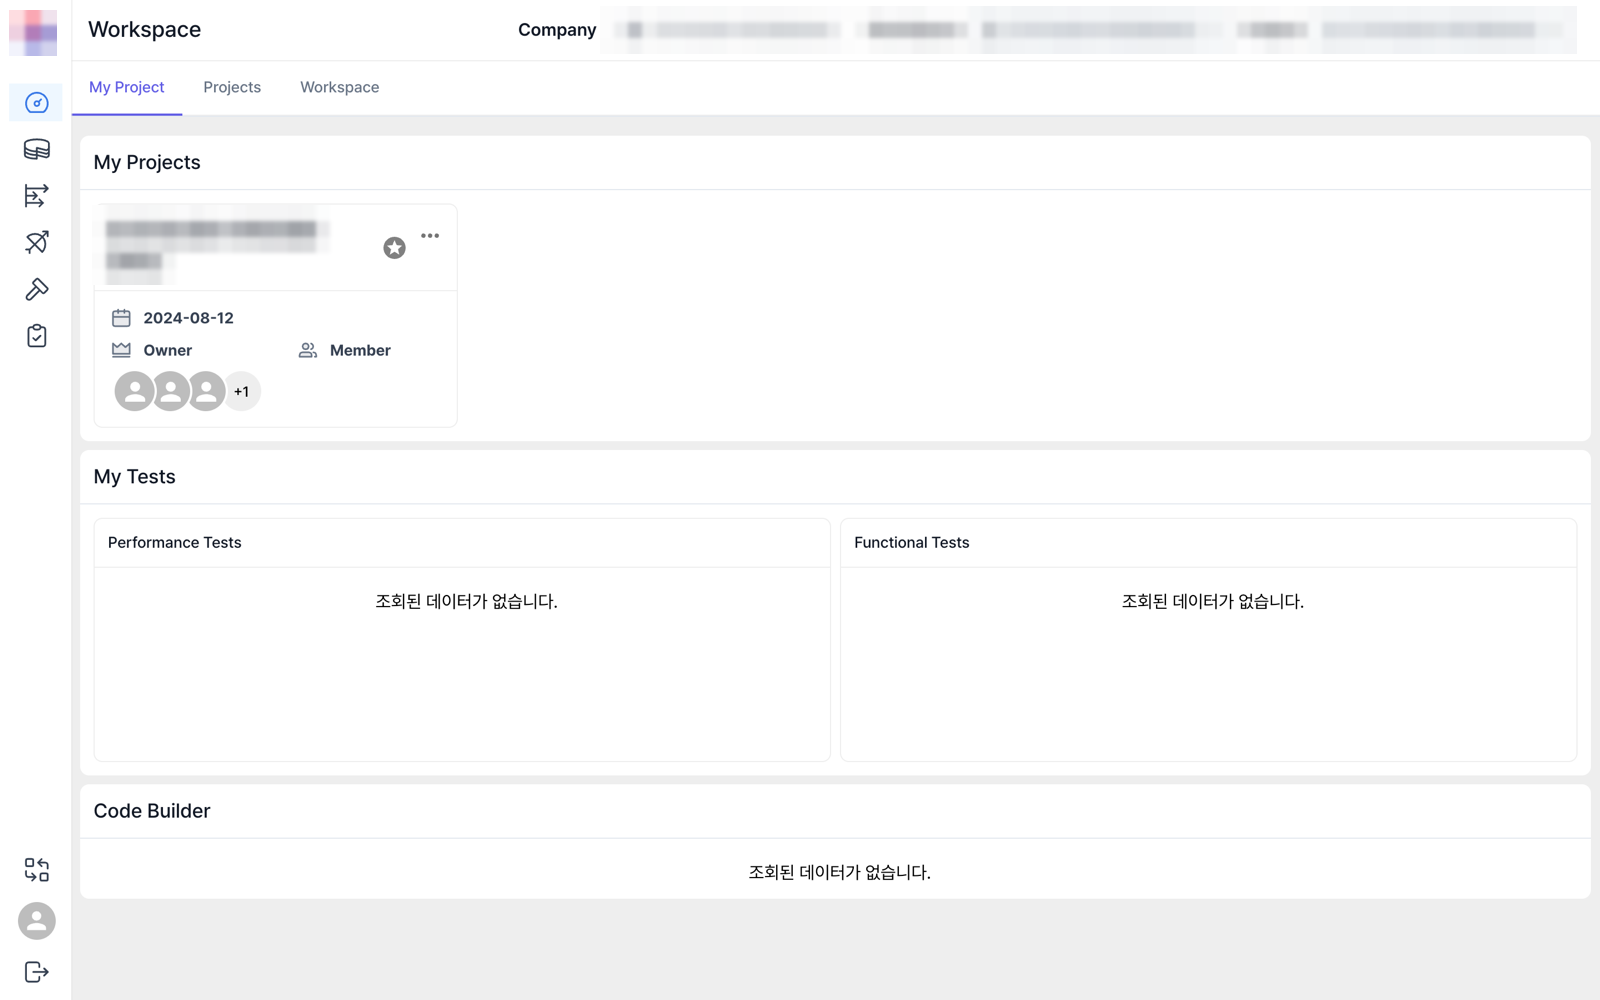 Workspace
Company
My Project
Projects
Workspace
My Projects
2024-08-12
Owner
Member
+1
My Tests
Performance Tests
Functional Tests
조회된 데이터가 없습니다.
조회된 데이터가 없습니다.
Code Builder
조회된 데이터가 없습니다.